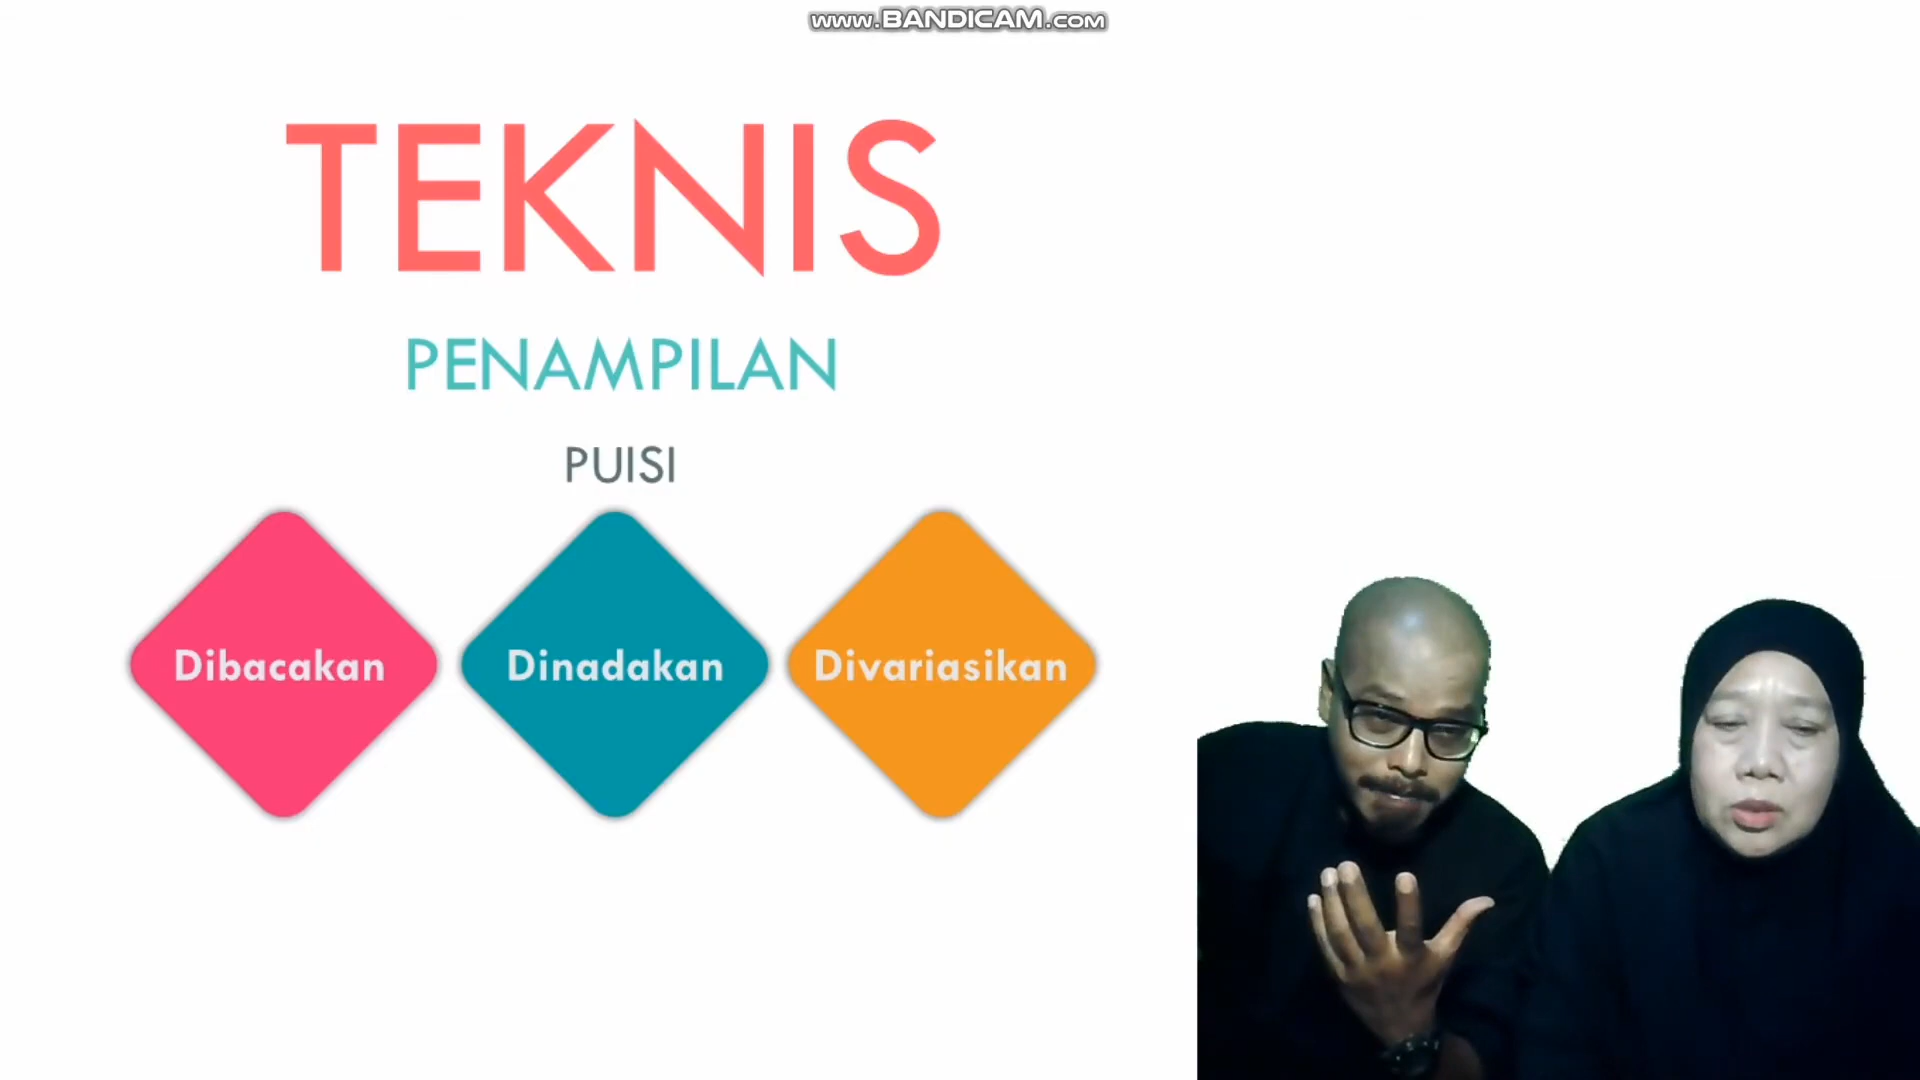 www.BANDICAM.com
TEKNIS
PENAMPILAN
PUISI
Dibacakan
Dinadakan
Divariasikan